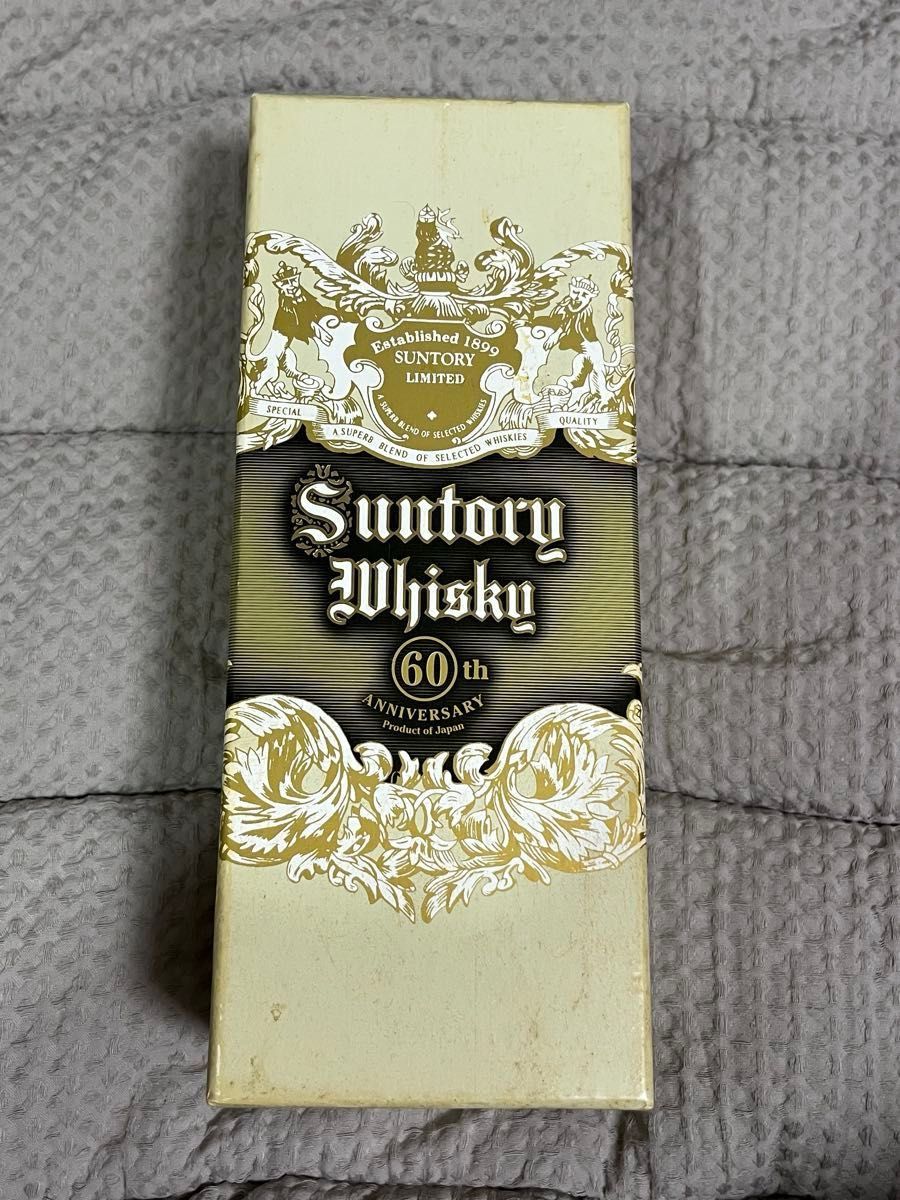 Established 1899
SUNTORY
LIMITED
A SUPERB BLEND OF SELECTED WHISKIES
SPECIAL
QUALITY
A SUPERB BLEND OF SELECTED WHISKIES
Suntory
Whisky
60th
ANNIVERSARY
Product of Japan